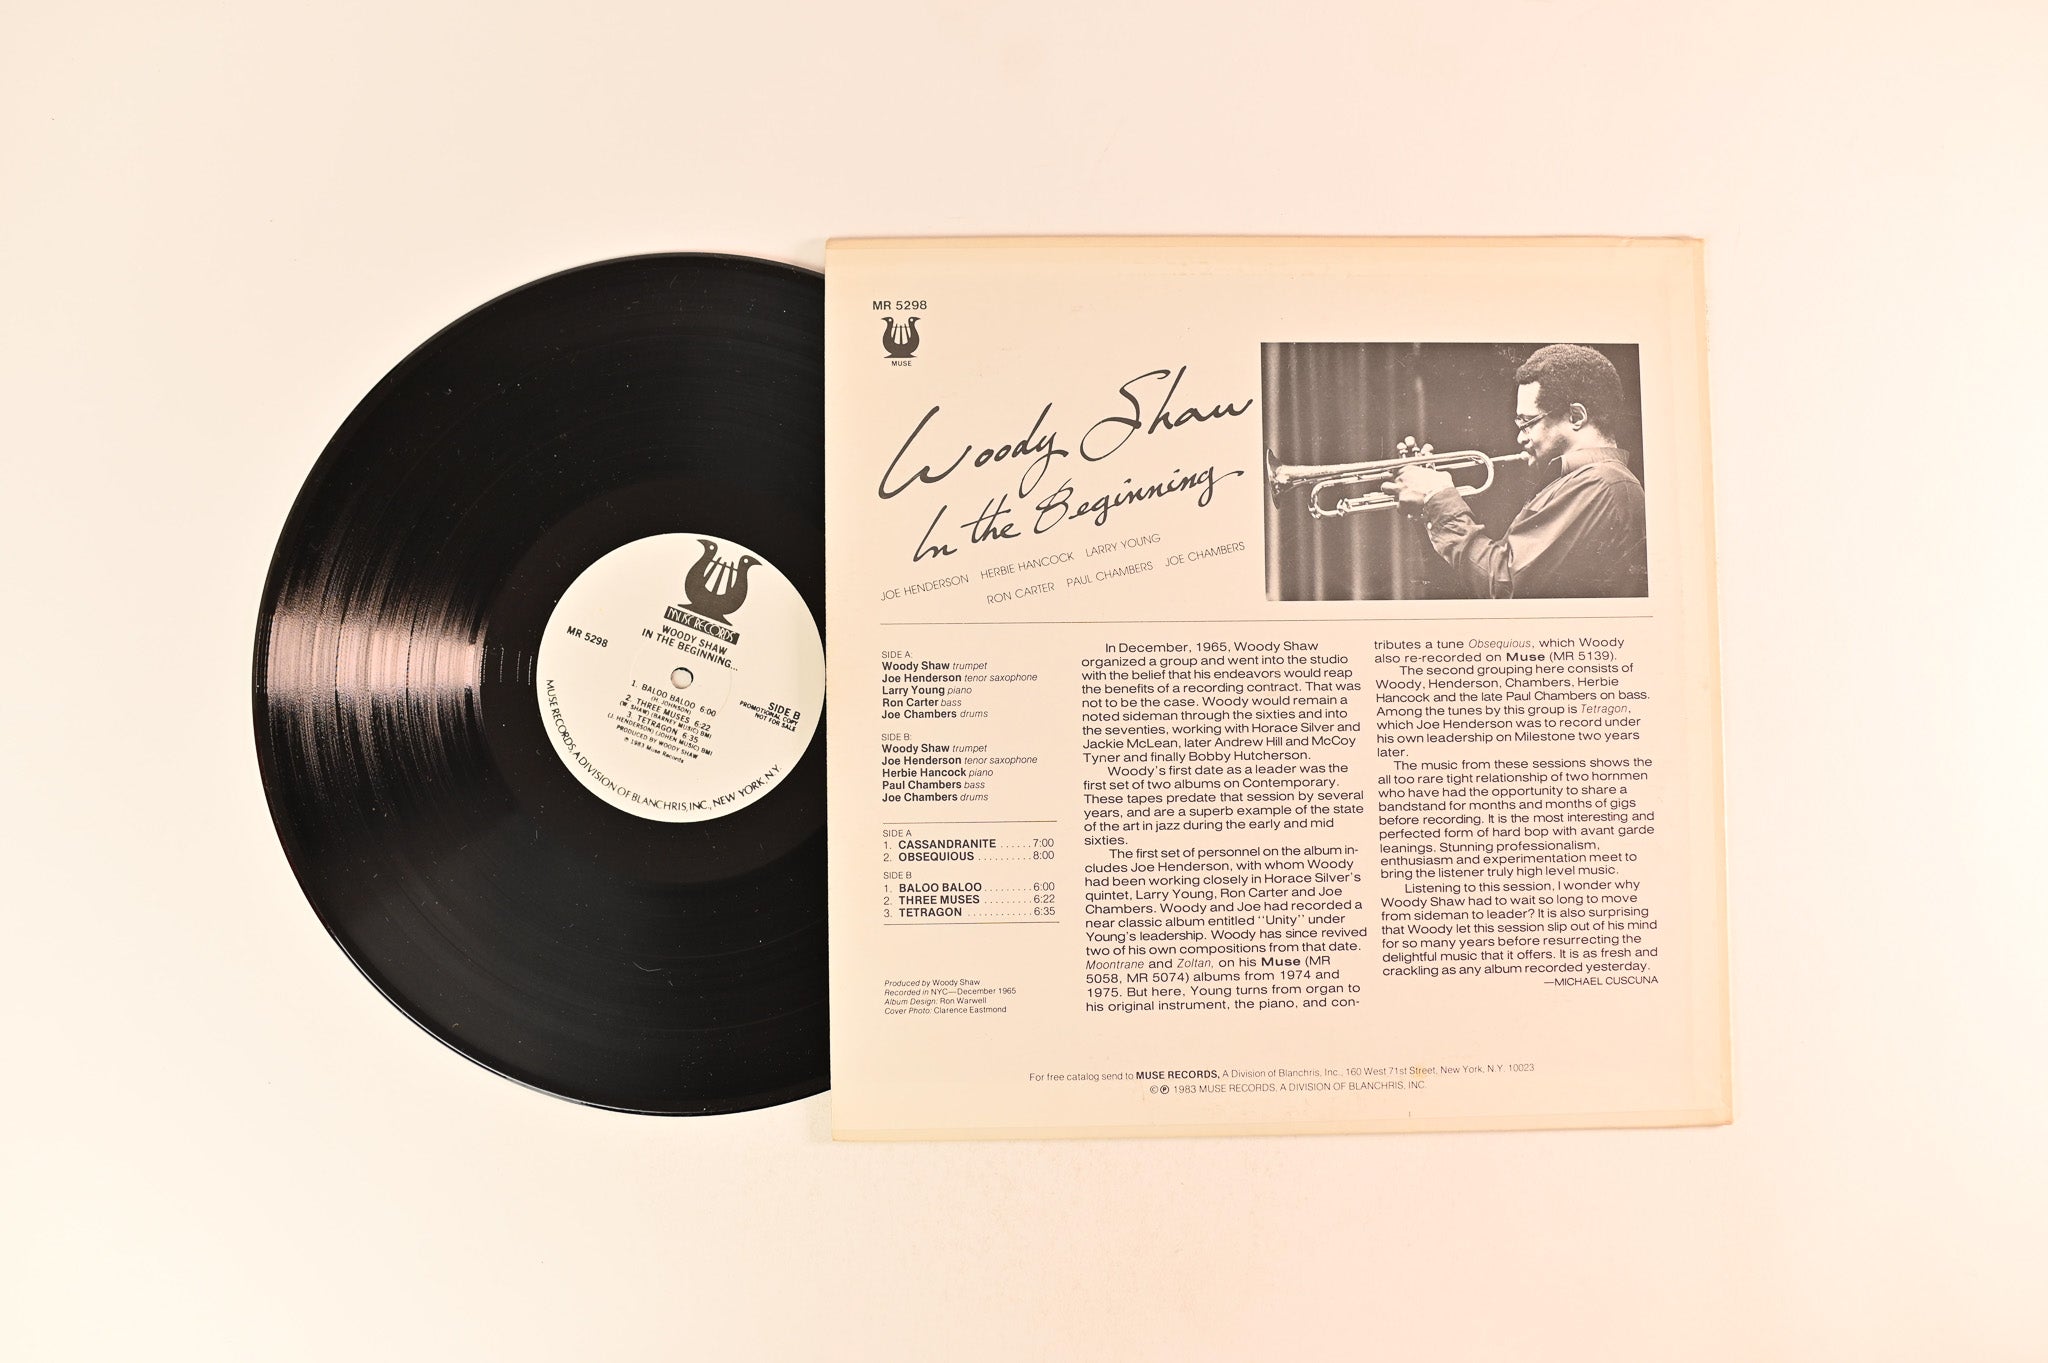 MUSE RECORDS
WOODY SHAW
IN THE BEGINNING...
MR 5298
SIDE B
PROMOTIONAL COPY
NOT FOR SALE
1. BALOO BALOO 6:00
(H. JOHNSON)
2. THREE MUSES 6:22
(W. SHAW) (BARNEY MUSIC) BMI
3. TETRAGON 6:35
(J. HENDERSON) (JOHEN MUSIC) BMI
PRODUCED BY WOODY SHAW
℗ 1983 Muse Records
MUSE RECORDS, A DIVISION OF BLANCHRIS, INC., NEW YORK, N.Y.
MR 5298
MUSE
Woody Shaw
In the Beginning
JOE HENDERSON HERBIE HANCOCK LARRY YOUNG
RON CARTER PAUL CHAMBERS JOE CHAMBERS
SIDE A:
Woody Shaw trumpet
Joe Henderson tenor saxophone
Larry Young piano
Ron Carter bass
Joe Chambers drums
SIDE B:
Woody Shaw trumpet
Joe Henderson tenor saxophone
Herbie Hancock piano
Paul Chambers bass
Joe Chambers drums
SIDE A
1. CASSANDRANITE ......7:00
2. OBSEQUIOUS ..........8:00
SIDE B
1. BALOO BALOO .........6:00
2. THREE MUSES .........6:22
3. TETRAGON ............6:35
Produced by Woody Shaw
Recorded in NYC—December 1965
Album Design: Ron Warwell
Cover Photo: Clarence Eastmond
In December, 1965, Woody Shaw
organized a group and went into the studio
with the belief that his endeavors would reap
the benefits of a recording contract. That was
not to be the case. Woody would remain a
noted sideman through the sixties and into
the seventies, working with Horace Silver and
Jackie McLean, later Andrew Hill and McCoy
Tyner and finally Bobby Hutcherson.
Woody's first date as a leader was the
first set of two albums on Contemporary.
These tapes predate that session by several
years, and are a superb example of the state
of the art in jazz during the early and mid
sixties.
The first set of personnel on the album in-
cludes Joe Henderson, with whom Woody
had been working closely in Horace Silver's
quintet, Larry Young, Ron Carter and Joe
Chambers. Woody and Joe had recorded a
near classic album entitled "Unity" under
Young's leadership. Woody has since revived
two of his own compositions from that date.
Moontrane and Zoltan, on his Muse (MR
5058, MR 5074) albums from 1974 and
1975. But here, Young turns from organ to
his original instrument, the piano, and con-
tributes a tune Obsequious, which Woody
also re-recorded on Muse (MR 5139).
The second grouping here consists of
Woody, Henderson, Chambers, Herbie
Hancock and the late Paul Chambers on bass.
Among the tunes by this group is Tetragon,
which Joe Henderson was to record under
his own leadership on Milestone two years
later.
The music from these sessions shows the
all too rare tight relationship of two hornmen
who have had the opportunity to share a
bandstand for months and months of gigs
before recording. It is the most interesting and
perfected form of hard bop with avant garde
leanings. Stunning professionalism,
enthusiasm and experimentation meet to
bring the listener truly high level music.
Listening to this session, I wonder why
Woody Shaw had to wait so long to move
from sideman to leader? It is also surprising
that Woody let this session slip out of his mind
for so many years before resurrecting the
delightful music that it offers. It is as fresh and
crackling as any album recorded yesterday.
—MICHAEL CUSCUNA
For free catalog send to MUSE RECORDS, A Division of Blanchris, Inc., 160 West 71st Street, New York, N.Y. 10023
©℗ 1983 MUSE RECORDS, A DIVISION OF BLANCHRIS, INC.